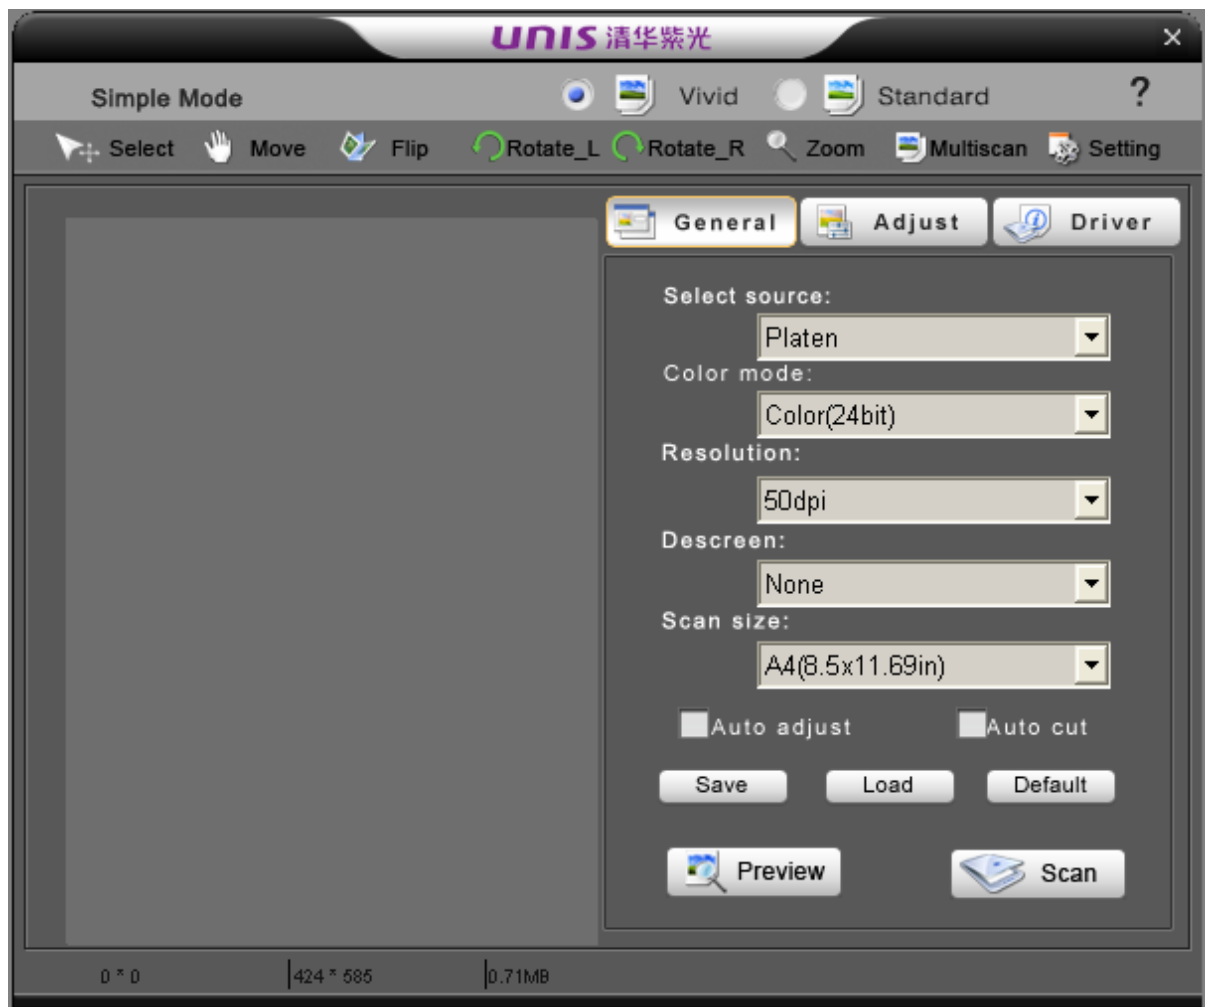 UNIS 清华紫光
Simple Mode Vivid Standard ?
Select Move Flip Rotate_L Rotate_R Zoom Multiscan Setting
General Adjust Driver
Select source:
Platen
Color mode:
Color(24bit)
Resolution:
50dpi
Descreen:
None
Scan size:
A4(8.5x11.69in)
Auto adjust Auto cut
Save Load Default
Preview Scan
0 * 0 424 * 585 0.71MB